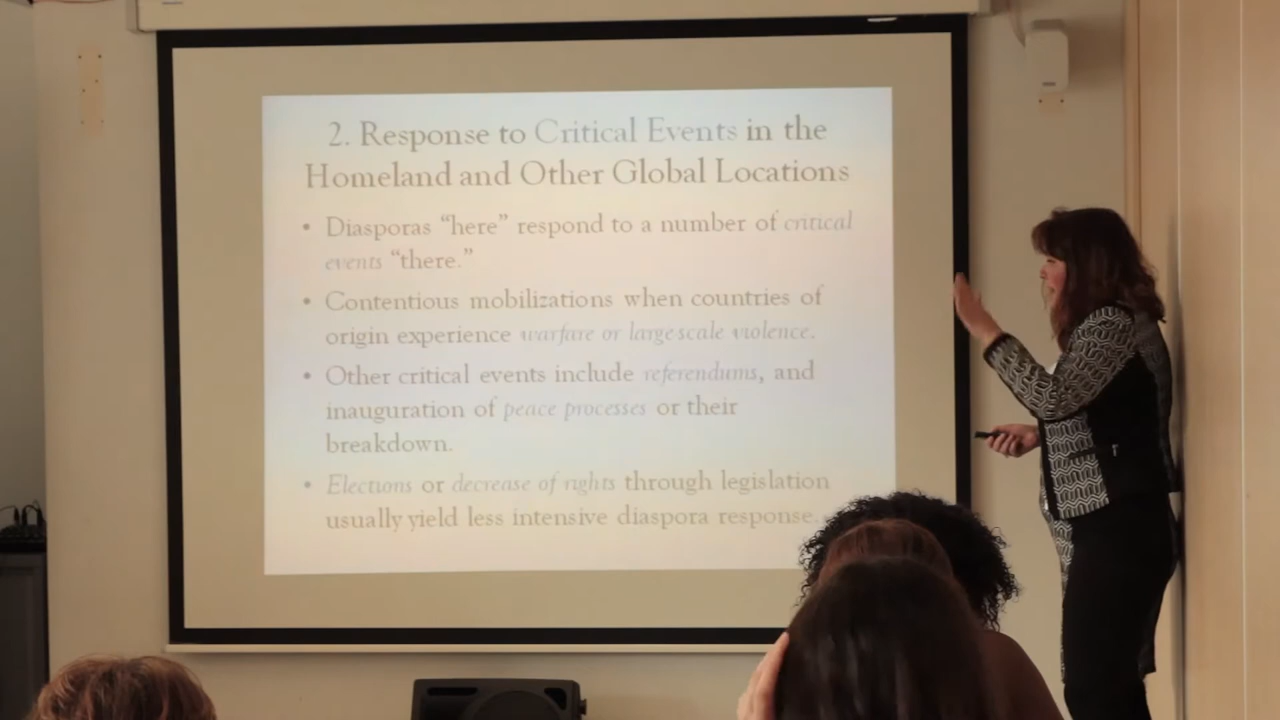 2. Response to Critical Events in the
Homeland and Other Global Locations
• Diasporas “here” respond to a number of critical
events “there.”
• Contentious mobilizations when countries of
origin experience warfare or large-scale violence.
• Other critical events include referendums, and
inauguration of peace processes or their
breakdown.
• Elections or decrease of rights through legislation
usually yield less intensive diaspora response.